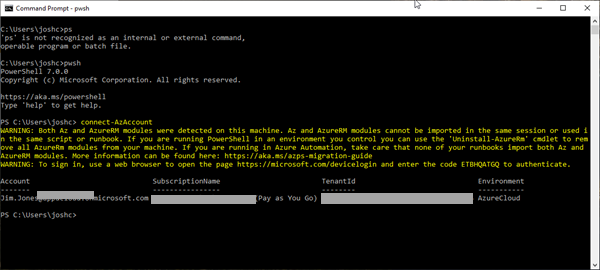 Command Prompt - pwsh
C:\Users\joshc>ps
'ps' is not recognized as an internal or external command,
operable program or batch file.
C:\Users\joshc>pwsh
PowerShell 7.0.0
Copyright (c) Microsoft Corporation. All rights reserved.
https://aka.ms/powershell
Type 'help' to get help.
PS C:\Users\joshc> connect-AzAccount
WARNING: Both Az and AzureRM modules were detected on this machine. Az and AzureRM modules cannot be imported in the same session or used i
n the same script or runbook. If you are running PowerShell in an environment you control you can use the 'Uninstall-AzureRm' cmdlet to rem
ove all AzureRm modules from your machine. If you are running in Azure Automation, take care that none of your runbooks import both Az and
AzureRM modules. More information can be found here: https://aka.ms/azps-migration-guide
WARNING: To sign in, use a web browser to open the page https://microsoft.com/devicelogin and enter the code ETBHQATGQ to authenticate.
Account SubscriptionName TenantId Environment
------- ---------------- -------- -----------
Jim.Jones microsoft.com (Pay as You Go) AzureCloud
PS C:\Users\joshc>